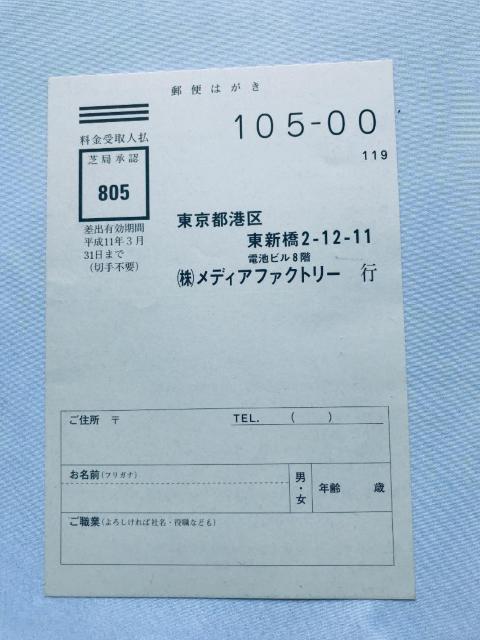 郵便はがき
105-00
119
料金受取人払
芝局承認
805
差出有効期間
平成11年3月
31日まで
(切手不要)
東京都港区
東新橋2-12-11
電池ビル8階
㈱メディアファクトリー 行
ご住所 〒 TEL. ( )
お名前(フリガナ) 男・女 年齢 歳
ご職業(よろしければ社名・役職なども)